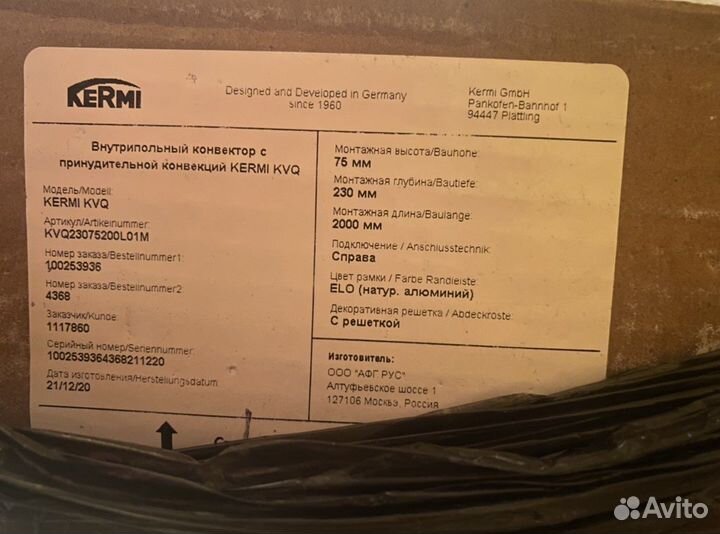 KERMI
Designed and Developed in Germany
since 1960
Kermi GmbH
Pankofen-Bahnhof 1
94447 Plattling
Внутрипольный конвектор с
принудительной конвекций KERMI KVQ
Модель/Modell:
KERMI KVQ
Артикул/Artikelnummer:
KVQ23075200L01M
Номер заказа/Bestellnummer1:
100253936
Номер заказа/Bestellnummer2:
4368
Заказчик/Kunde:
1117860
Серийный номер/Seriennummer:
1002539364368211220
Дата изготовления/Herstellungsdatum:
21/12/20
Монтажная высота/Bauhöhe:
75 мм
Монтажная глубина/Bautiefe:
230 мм
Монтажная длина/Baulänge:
2000 мм
Подключение / Anschlusstechnik:
Справа
Цвет рамки / Farbe Randleiste:
ELO (натур. алюминий)
Декоративная решетка / Abdeckroste:
С решеткой
Изготовитель:
ООО "АФГ РУС"
Алтуфьевское шоссе 1
127106 Москва, Россия
Avito